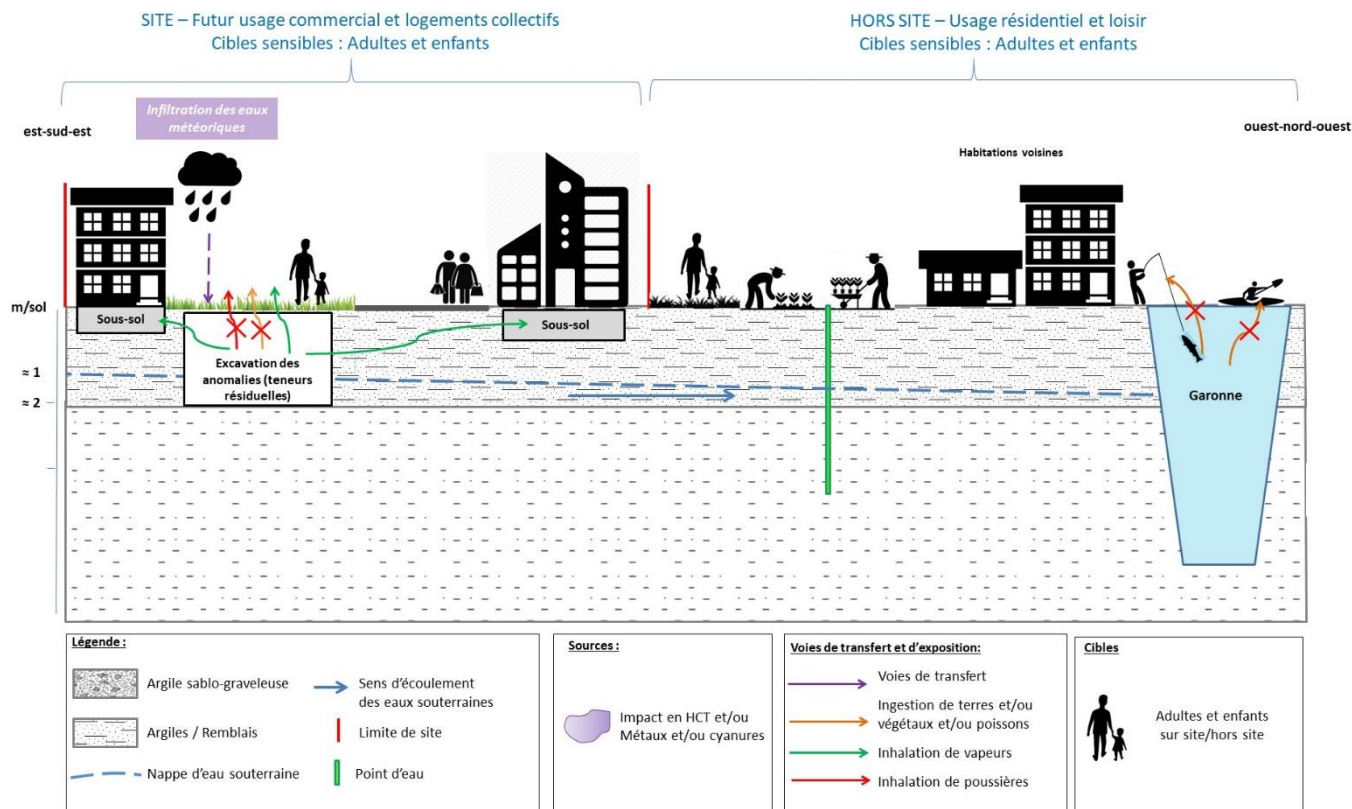 SITE – Futur usage commercial et logements collectifs
Cibles sensibles : Adultes et enfants
HORS SITE – Usage résidentiel et loisir
Cibles sensibles : Adultes et enfants
Infiltration des eaux
météoriques
est-sud-est
ouest-nord-ouest
Habitations voisines
m/sol
Sous-sol
Sous-sol
Excavation des
anomalies (teneurs
résiduelles)
≈ 1
≈ 2
Garonne
Légende :
Argile sablo-graveleuse
Argiles / Remblais
Nappe d'eau souterraine
Sens d'écoulement
des eaux souterraines
Limite de site
Point d'eau
Sources :
Impact en HCT et/ou
Métaux et/ou cyanures
Voies de transfert et d'exposition:
Voies de transfert
Ingestion de terres et/ou
végétaux et/ou poissons
Inhalation de vapeurs
Inhalation de poussières
Cibles
Adultes et enfants
sur site/hors site